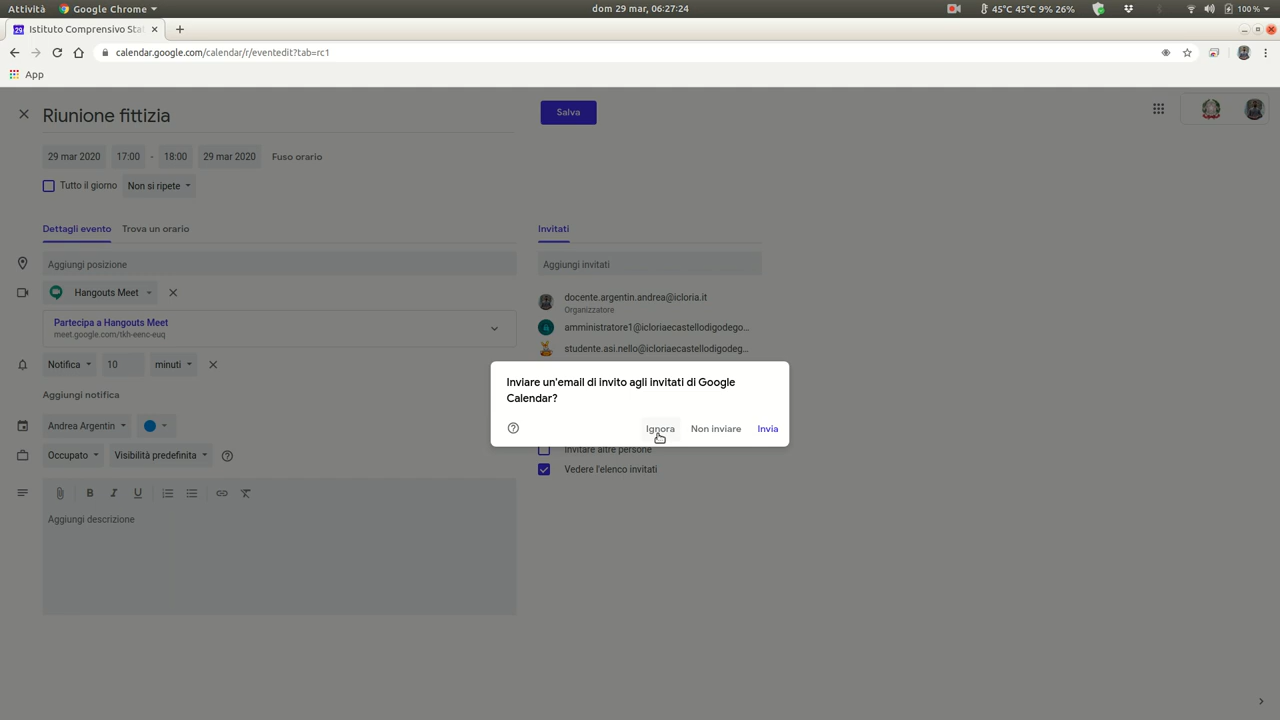 Attività
Google Chrome
dom 29 mar, 06:27:24
45°C 45°C 9% 26%
100 %
Istituto Comprensivo Sta
calendar.google.com/calendar/r/eventedit?tab=rc1
App
Riunione fittizia
Salva
29 mar 2020
17:00
-
18:00
29 mar 2020
Fuso orario
Tutto il giorno
Non si ripete
Dettagli evento
Trova un orario
Invitati
Aggiungi posizione
Aggiungi invitati
Hangouts Meet
docente.argentin.andrea@icloria.it
Organizzatore
Partecipa a Hangouts Meet
meet.google.com/tkh-eenc-euq
amministratore1@icloriaecastellodigodego...
studente.asi.nello@icloriaecastellodigodeg...
Notifica
10
minuti
Aggiungi notifica
Inviare un'email di invito agli invitati di Google
Calendar?
Ignora
Non inviare
Invia
Andrea Argentin
Occupato
Visibilità predefinita
Invitare altre persone
Vedere l'elenco invitati
B
I
U
Aggiungi descrizione